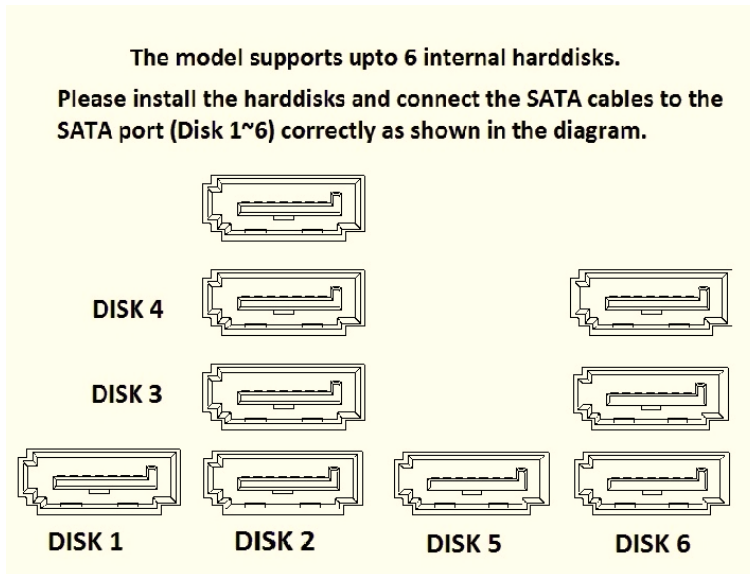 The model supports upto 6 internal harddisks.
Please install the harddisks and connect the SATA cables to the
SATA port (Disk 1~6) correctly as shown in the diagram.
DISK 4
DISK 3
DISK 1
DISK 2
DISK 5
DISK 6